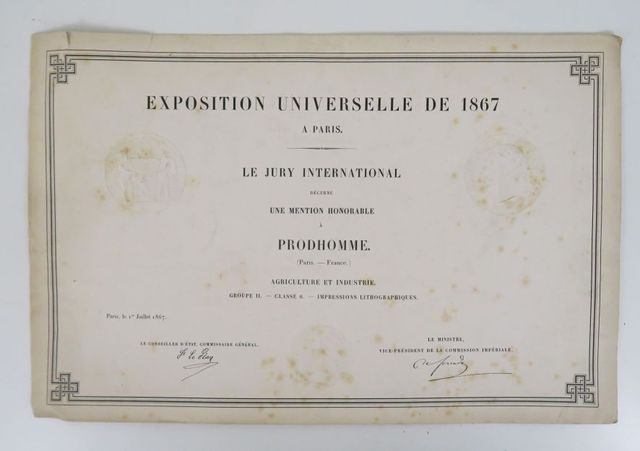 EXPOSITION UNIVERSELLE DE 1867
A PARIS.
LE JURY INTERNATIONAL
DÉCERNE
UNE MENTION HONORABLE
À
PRODHOMME.
(Paris. — France.)
AGRICULTURE ET INDUSTRIE.
GROUPE II. — CLASSE 6. — IMPRESSIONS LITHOGRAPHIQUES.
Paris, le 1er Juillet 1867.
LE CONSEILLER D'ÉTAT, COMMISSAIRE GÉNÉRAL,
F. Le Play
LE MINISTRE,
VICE-PRÉSIDENT DE LA COMMISSION IMPÉRIALE,